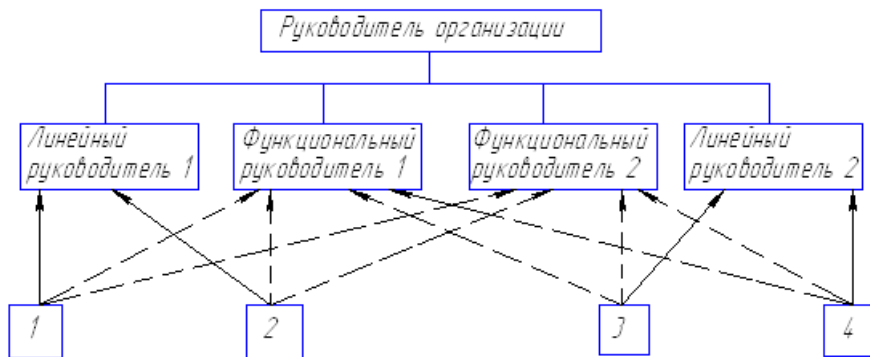 Руководитель организации
Линейный
руководитель 1
Функциональный
руководитель 1
Функциональный
руководитель 2
Линейный
руководитель 2
1
2
3
4